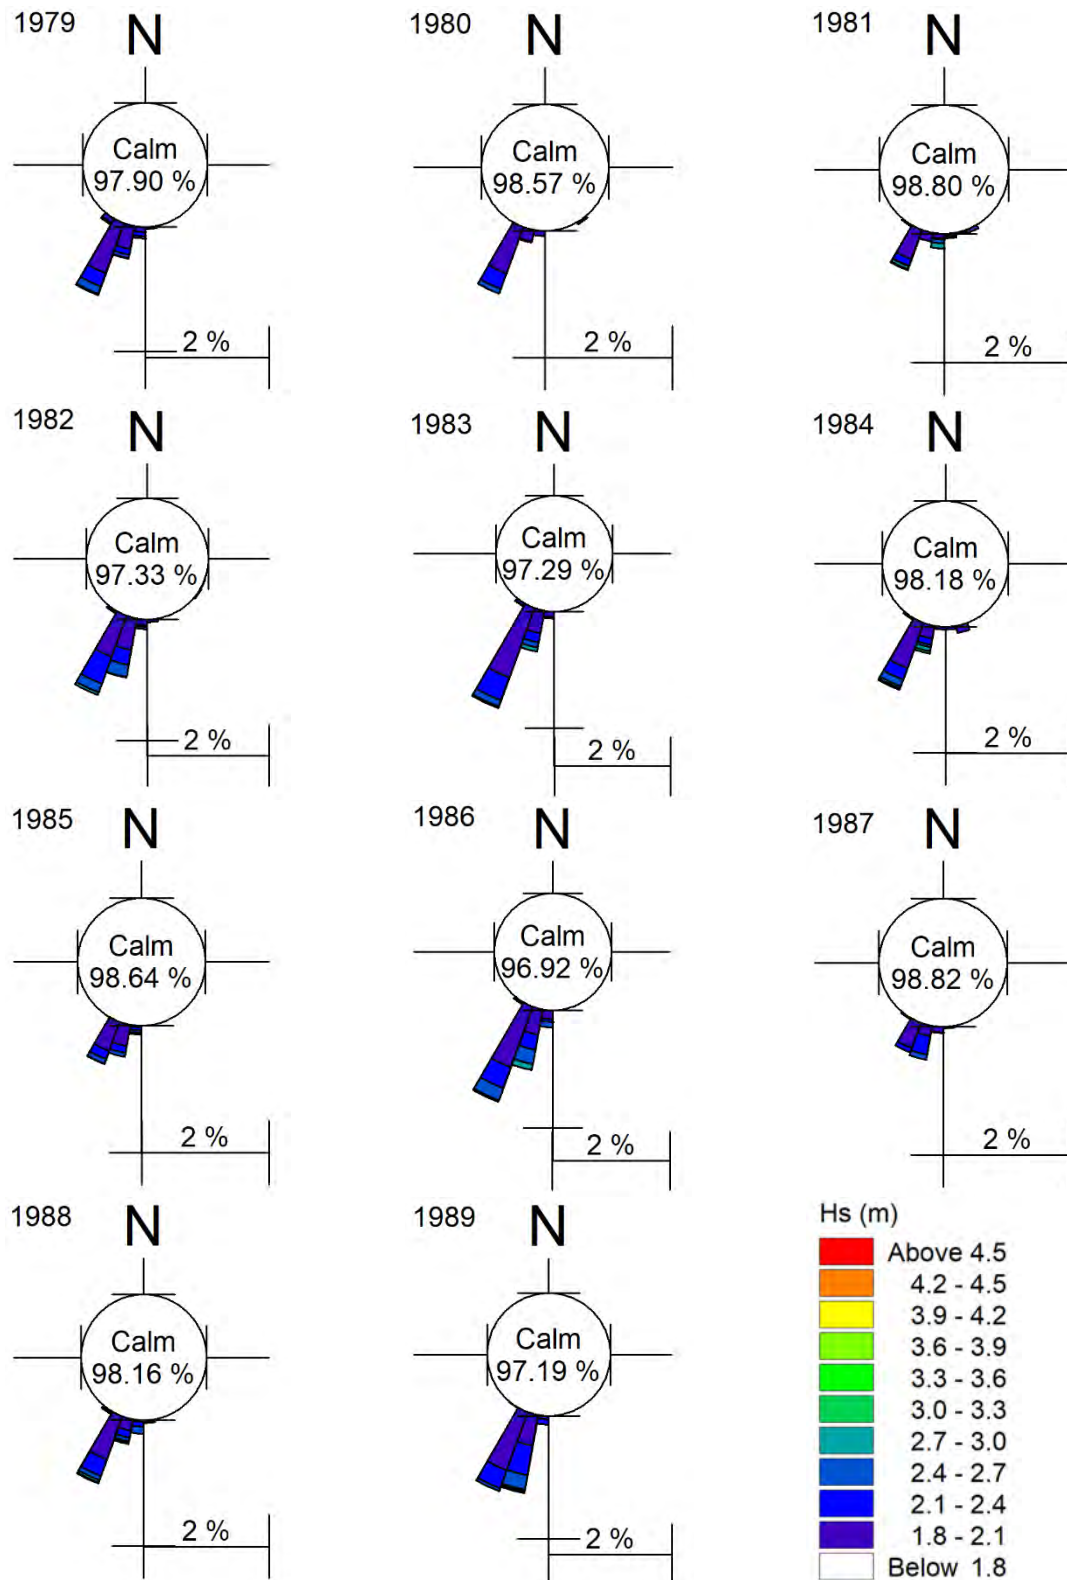 1979
N
Calm
97.90 %
2 %
1980
N
Calm
98.57 %
2 %
1981
N
Calm
98.80 %
2 %
1982
N
Calm
97.33 %
2 %
1983
N
Calm
97.29 %
2 %
1984
N
Calm
98.18 %
2 %
1985
N
Calm
98.64 %
2 %
1986
N
Calm
96.92 %
2 %
1987
N
Calm
98.82 %
2 %
1988
N
Calm
98.16 %
2 %
1989
N
Calm
97.19 %
2 %
Hs (m)
Above 4.5
4.2 - 4.5
3.9 - 4.2
3.6 - 3.9
3.3 - 3.6
3.0 - 3.3
2.7 - 3.0
2.4 - 2.7
2.1 - 2.4
1.8 - 2.1
Below 1.8